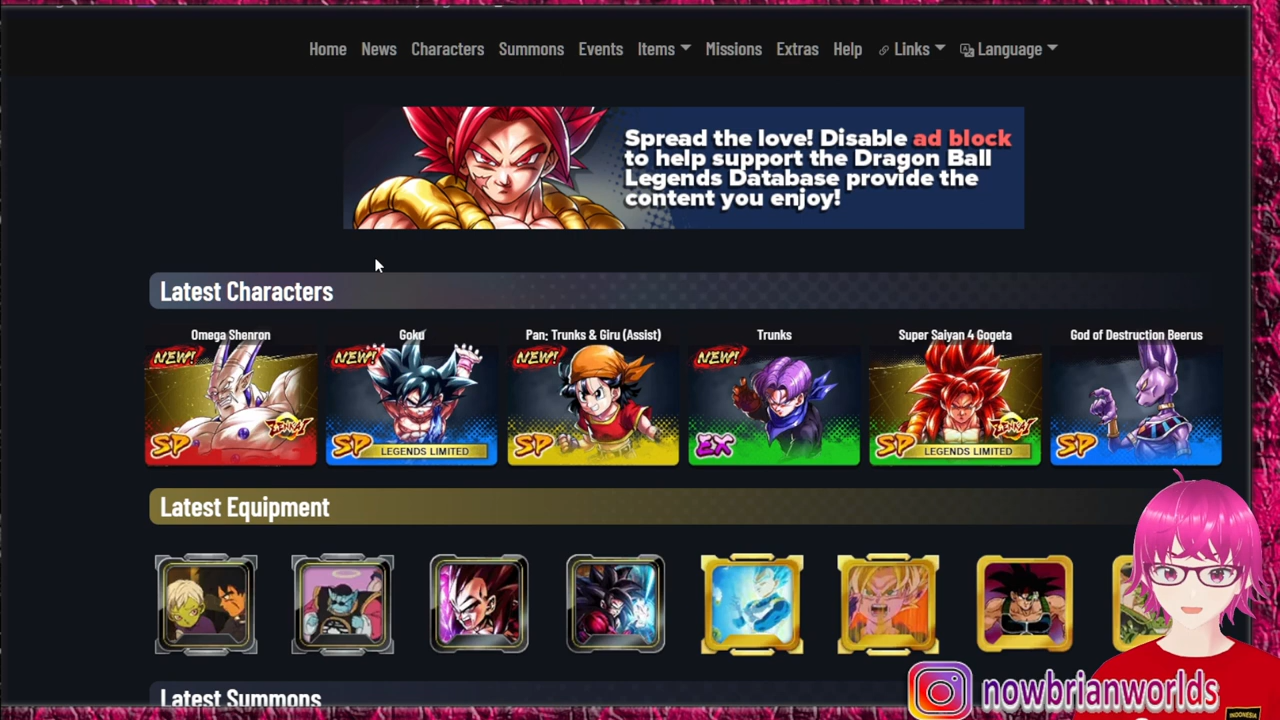 Home News Characters Summons Events Items Missions Extras Help Links Language
Spread the love! Disable ad block
to help support the Dragon Ball
Legends Database provide the
content you enjoy!
Latest Characters
Omega Shenron Goku Pan: Trunks & Giru (Assist) Trunks Super Saiyan 4 Gogeta God of Destruction Beerus
NEW! NEW! NEW! NEW!
ZENKAI ZENKAI
SP SP LEGENDS LIMITED SP EX SP LEGENDS LIMITED SP
Latest Equipment
Latest Summons
nowbrianworlds
INDONESIA